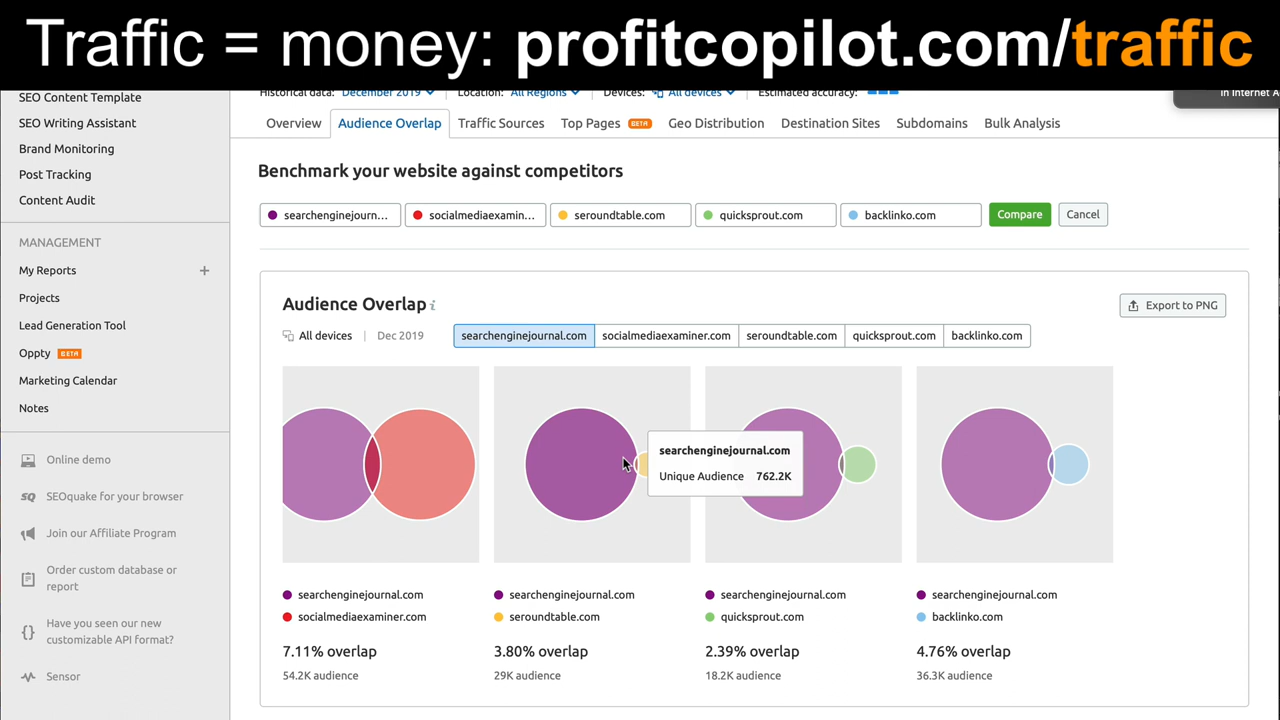 Traffic = money: profitcopilot.com/traffic
Historical data: December 2019 Location: All Regions Devices: All devices Estimated accuracy:
in Internet A
SEO Content Template
SEO Writing Assistant
Brand Monitoring
Post Tracking
Content Audit
MANAGEMENT
My Reports +
Projects
Lead Generation Tool
Oppty BETA
Marketing Calendar
Notes
Online demo
SQ SEOquake for your browser
Join our Affiliate Program
Order custom database or
report
{} Have you seen our new
customizable API format?
Sensor
Overview Audience Overlap Traffic Sources Top Pages BETA Geo Distribution Destination Sites Subdomains Bulk Analysis
Benchmark your website against competitors
searchenginejourn... socialmediaexamin... seroundtable.com quicksprout.com backlinko.com Compare Cancel
Audience Overlap i
Export to PNG
All devices | Dec 2019 searchenginejournal.com socialmediaexaminer.com seroundtable.com quicksprout.com backlinko.com
searchenginejournal.com
Unique Audience 762.2K
searchenginejournal.com searchenginejournal.com searchenginejournal.com searchenginejournal.com
socialmediaexaminer.com seroundtable.com quicksprout.com backlinko.com
7.11% overlap 3.80% overlap 2.39% overlap 4.76% overlap
54.2K audience 29K audience 18.2K audience 36.3K audience